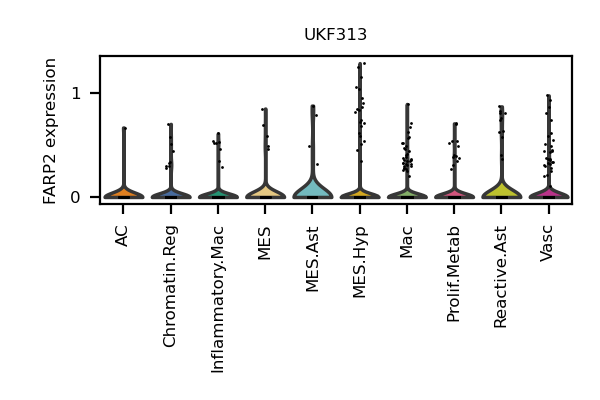 UKF313
FARP2 expression
1
0
AC
Chromatin.Reg
Inflammatory.Mac
MES
MES.Ast
MES.Hyp
Mac
Prolif.Metab
Reactive.Ast
Vasc